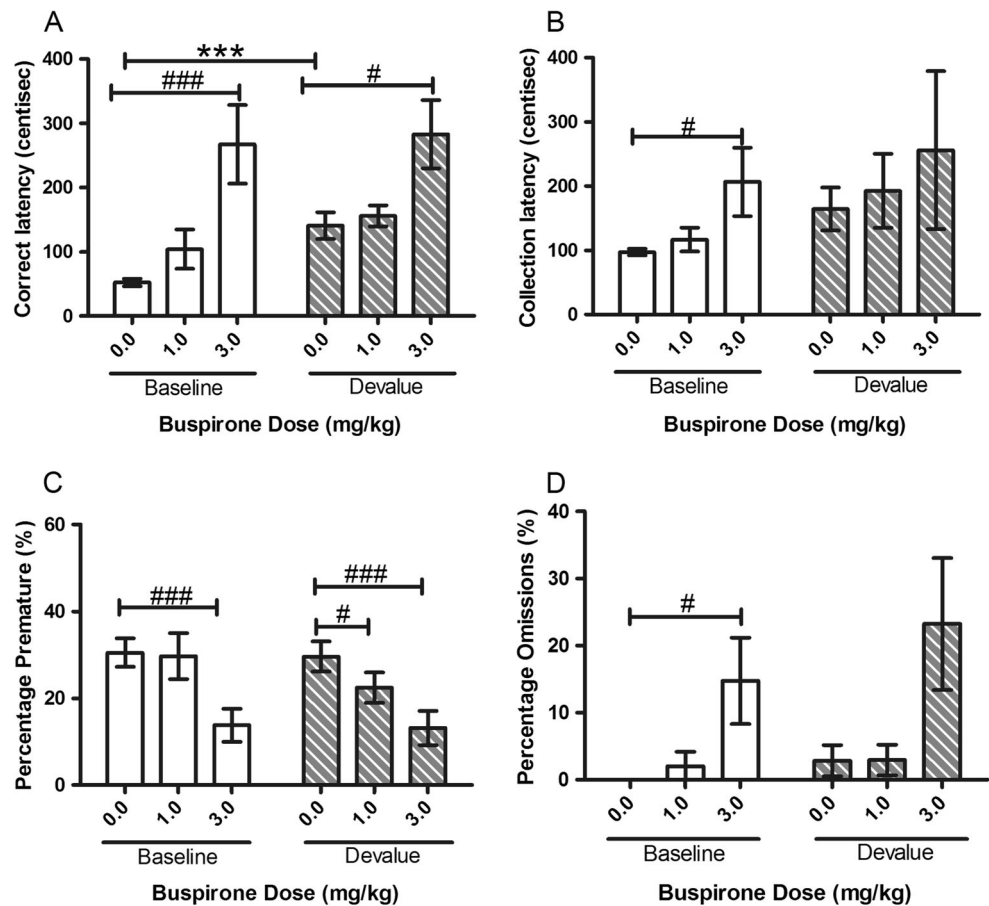 A
Correct latency (centisec)
400
300
200
100
0
***
###
#
0.0 1.0 3.0 0.0 1.0 3.0
Baseline Devalue
Buspirone Dose (mg/kg)
B
Collection latency (centisec)
400
300
200
100
0
#
0.0 1.0 3.0 0.0 1.0 3.0
Baseline Devalue
Buspirone Dose (mg/kg)
C
Percentage Premature (%)
60
40
20
0
###
###
#
0.0 1.0 3.0 0.0 1.0 3.0
Baseline Devalue
Buspirone Dose (mg/kg)
D
Percentage Omissions (%)
40
30
20
10
0
#
0.0 1.0 3.0 0.0 1.0 3.0
Baseline Devalue
Buspirone Dose (mg/kg)